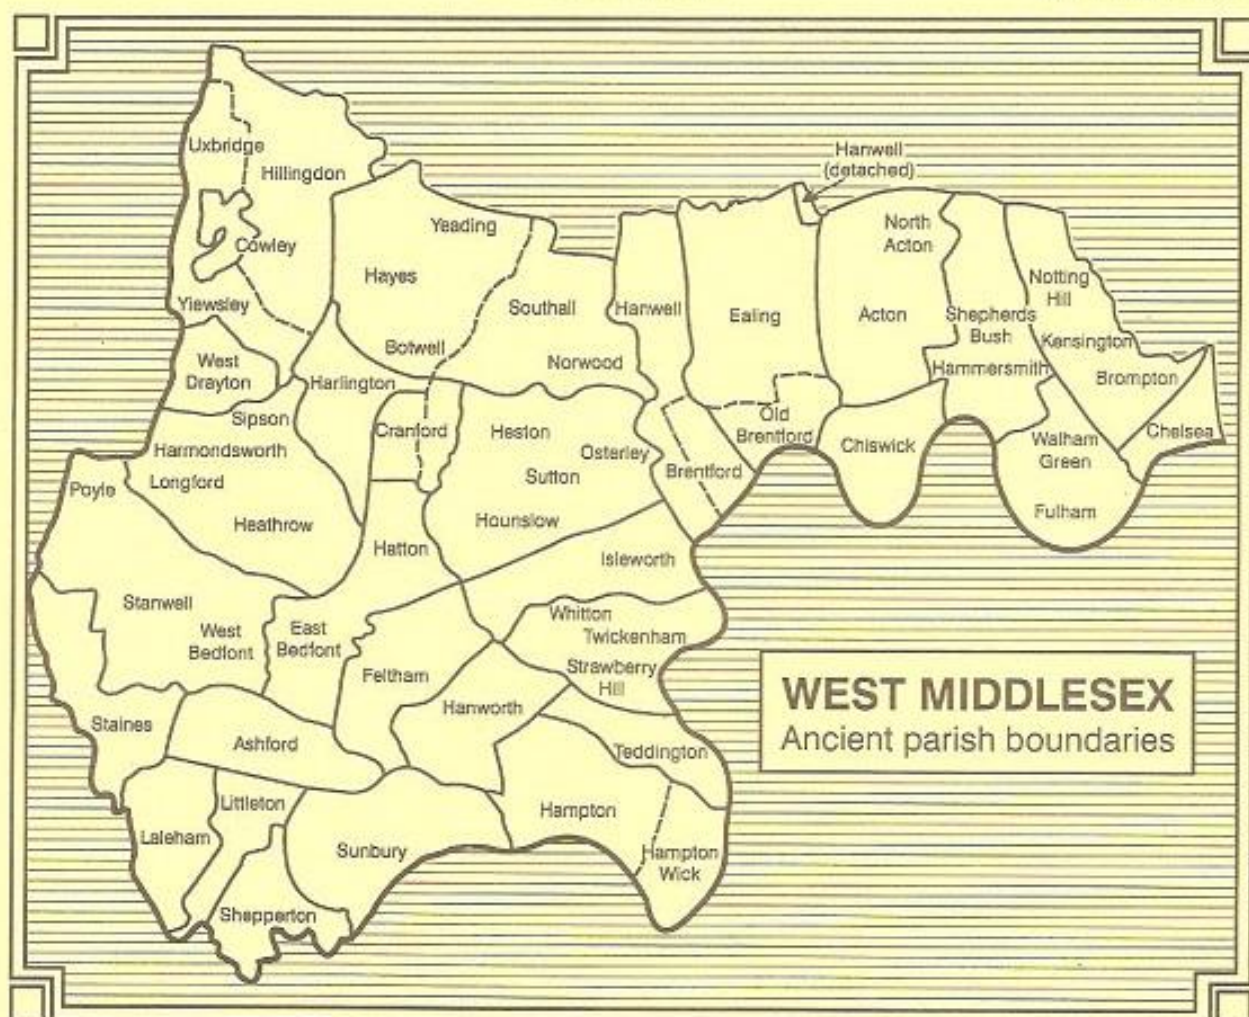 Hanwell
(detached)
Uxbridge
Hillingdon
North
Acton
Yeading
Cowley
Hayes
Notting
Hill
Yiewsley
Southall
Hanwell
Ealing
Acton
Shepherds
Bush
Kensington
Botwell
West
Drayton
Norwood
Hammersmith
Brompton
Harlington
Sipson
Cranford
Heston
Old
Brentford
Chiswick
Walham
Green
Chelsea
Harmondsworth
Osterley
Brentford
Poyle
Longford
Sutton
Heathrow
Hounslow
Fulham
Hatton
Isleworth
Stanwell
Whitton
Twickenham
West
Bedfont
East
Bedfont
Feltham
Strawberry
Hill
Hanworth
WEST MIDDLESEX
Ancient parish boundaries
Staines
Ashford
Teddington
Littleton
Hampton
Laleham
Sunbury
Hampton
Wick
Shepperton